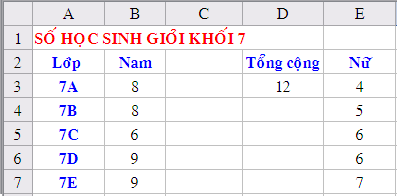 A B C D E
1 SỐ HỌC SINH GIỎI KHỐI 7
2 Lớp Nam Tổng cộng Nữ
3 7A 8 12 4
4 7B 8 5
5 7C 6 6
6 7D 9 6
7 7E 9 7